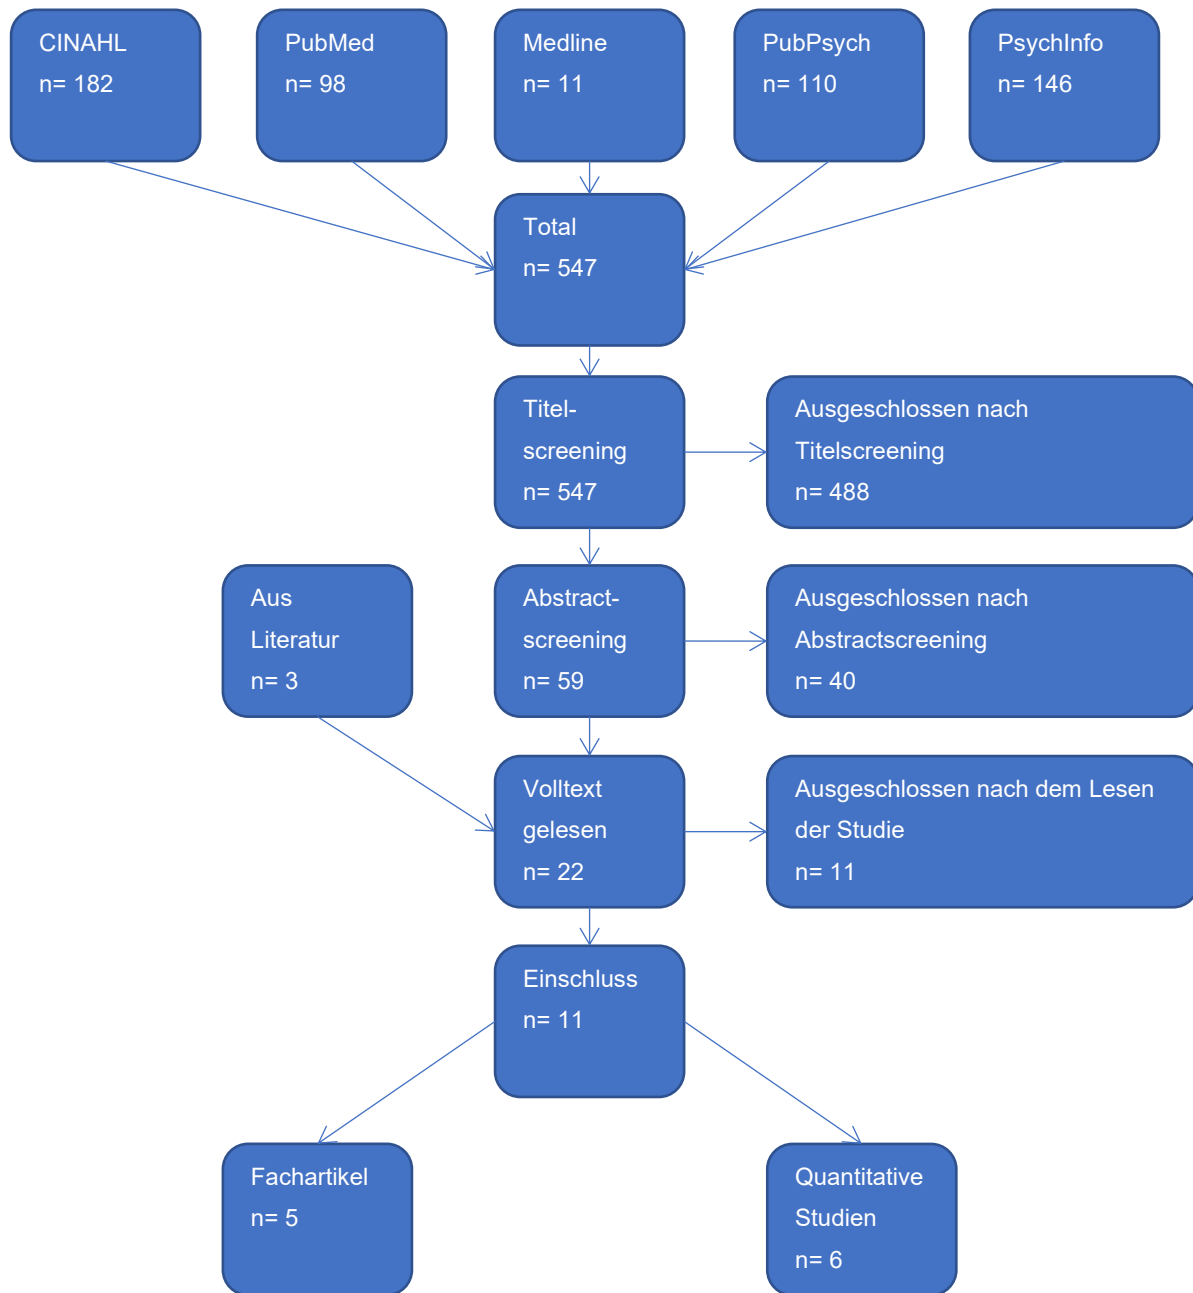 CINAHL
n= 182
PubMed
n= 98
Medline
n= 11
PubPsych
n= 110
PsychInfo
n= 146
Total
n= 547
Titel-
screening
n= 547
Ausgeschlossen nach
Titelscreening
n= 488
Aus
Literatur
n= 3
Abstract-
screening
n= 59
Ausgeschlossen nach
Abstractscreening
n= 40
Volltext
gelesen
n= 22
Ausgeschlossen nach dem Lesen
der Studie
n= 11
Einschluss
n= 11
Fachartikel
n= 5
Quantitative
Studien
n= 6